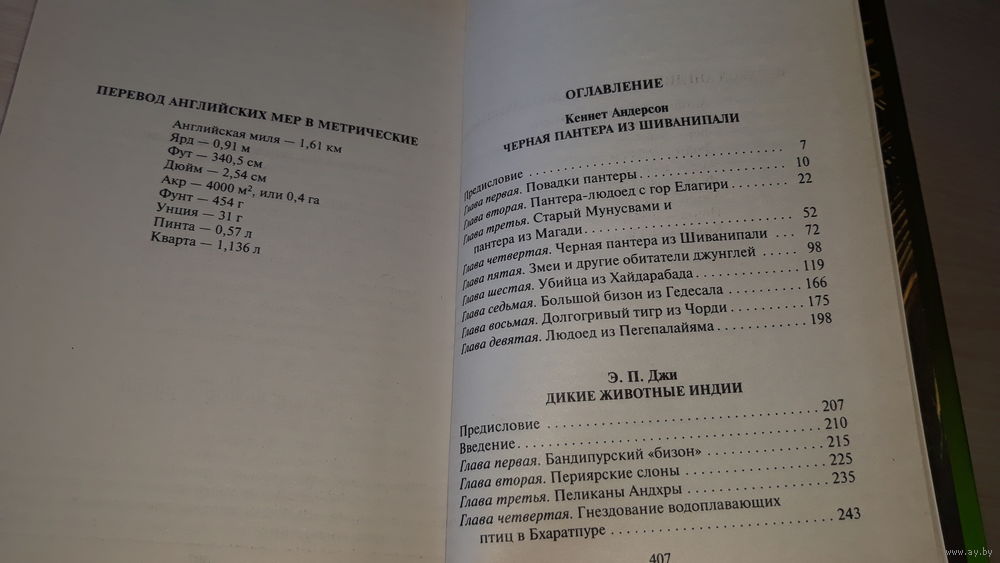 ПЕРЕВОД АНГЛИЙСКИХ МЕР В МЕТРИЧЕСКИЕ
Английская миля — 1,61 км
Ярд — 0,91 м
Фут — 340,5 см
Дюйм — 2,54 см
Акр — 4000 м², или 0,4 га
Фунт — 454 г
Унция — 31 г
Пинта — 0,57 л
Кварта — 1,136 л
ОГЛАВЛЕНИЕ
Кеннет Андерсон
ЧЕРНАЯ ПАНТЕРА ИЗ ШИВАНИПАЛИ
Предисловие . . . . . . . . . . . . . . . . . . . . . . . . . . . . . . 7
Глава первая. Повадки пантеры . . . . . . . . . . . . . . . . . 10
Глава вторая. Пантера-людоед с гор Елагири . . . . . . . 22
Глава третья. Старый Мунусвами и
пантера из Магади . . . . . . . . . . . . . . . . . . . . . . . . . 52
Глава четвертая. Черная пантера из Шиванипали . . . 72
Глава пятая. Змеи и другие обитатели джунглей . . . . . 98
Глава шестая. Убийца из Хайдарабада . . . . . . . . . . . . 119
Глава седьмая. Большой бизон из Гедесала . . . . . . . . . 166
Глава восьмая. Долгогривый тигр из Чорди . . . . . . . . . 175
Глава девятая. Людоед из Пегепалайяма . . . . . . . . . . . 198
Э. П. Джи
ДИКИЕ ЖИВОТНЫЕ ИНДИИ
Предисловие . . . . . . . . . . . . . . . . . . . . . . . . . . . . . 207
Введение . . . . . . . . . . . . . . . . . . . . . . . . . . . . . . . . 210
Глава первая. Бандипурский «бизон» . . . . . . . . . . . . . 215
Глава вторая. Периярские слоны . . . . . . . . . . . . . . . . 225
Глава третья. Пеликаны Андхры . . . . . . . . . . . . . . . . 235
Глава четвертая. Гнездование водоплавающих
птиц в Бхаратпуре . . . . . . . . . . . . . . . . . . . . . . . . . 243
407
www.ay.by